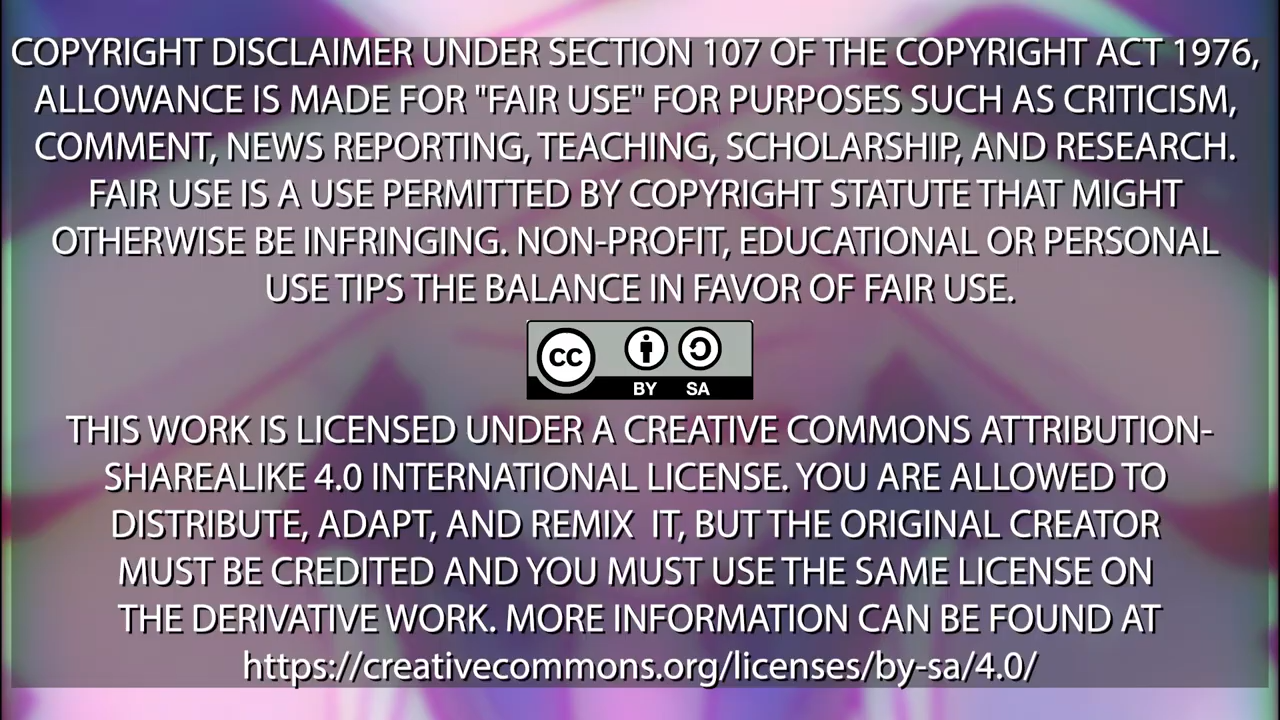 COPYRIGHT DISCLAIMER UNDER SECTION 107 OF THE COPYRIGHT ACT 1976,
ALLOWANCE IS MADE FOR "FAIR USE" FOR PURPOSES SUCH AS CRITICISM,
COMMENT, NEWS REPORTING, TEACHING, SCHOLARSHIP, AND RESEARCH.
FAIR USE IS A USE PERMITTED BY COPYRIGHT STATUTE THAT MIGHT
OTHERWISE BE INFRINGING. NON-PROFIT, EDUCATIONAL OR PERSONAL
USE TIPS THE BALANCE IN FAVOR OF FAIR USE.
CC
BY SA
THIS WORK IS LICENSED UNDER A CREATIVE COMMONS ATTRIBUTION-
SHAREALIKE 4.0 INTERNATIONAL LICENSE. YOU ARE ALLOWED TO
DISTRIBUTE, ADAPT, AND REMIX  IT, BUT THE ORIGINAL CREATOR
MUST BE CREDITED AND YOU MUST USE THE SAME LICENSE ON
THE DERIVATIVE WORK. MORE INFORMATION CAN BE FOUND AT
https://creativecommons.org/licenses/by-sa/4.0/